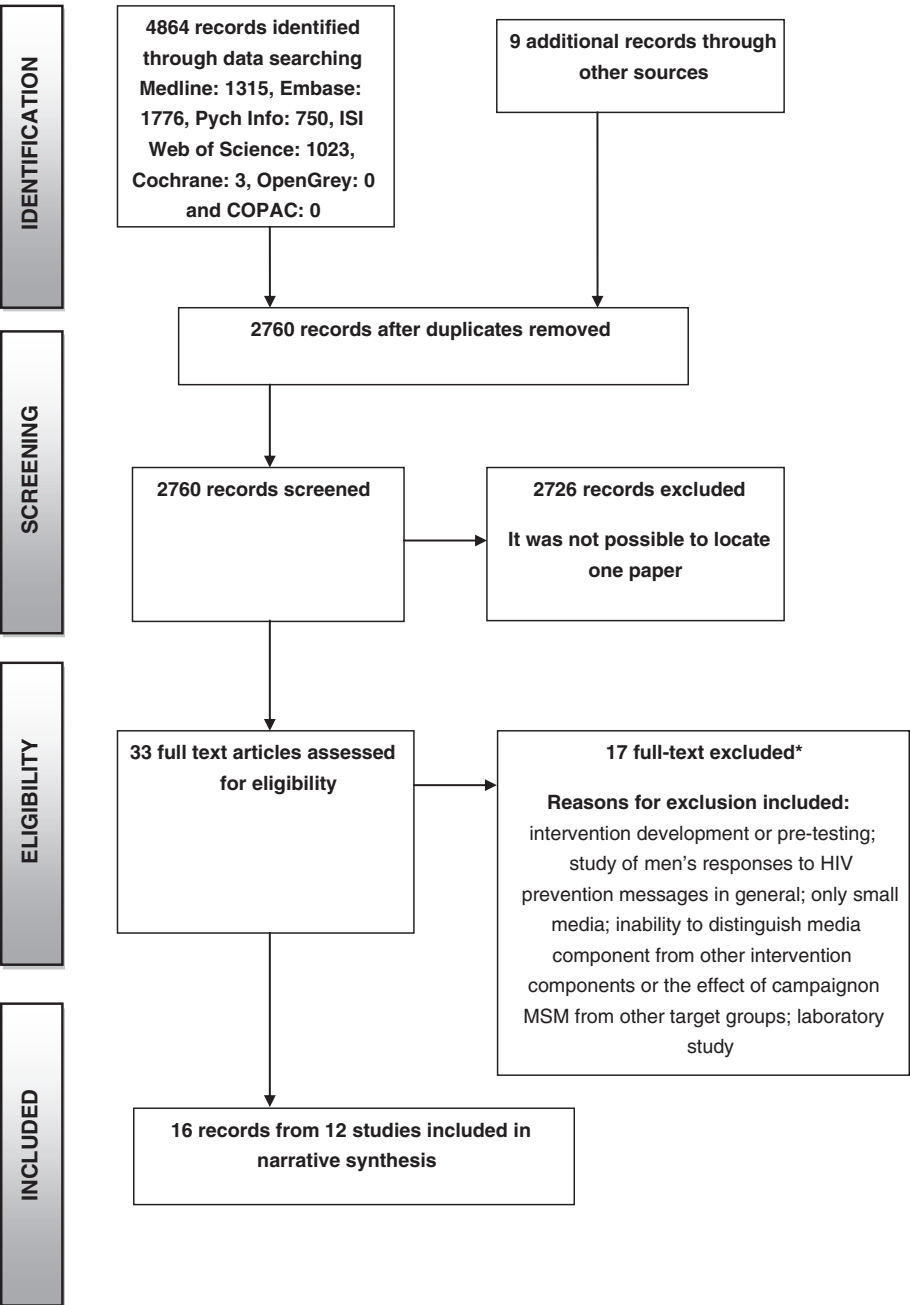 IDENTIFICATION
4864 records identified
through data searching
Medline: 1315, Embase:
1776, Pych Info: 750, ISI
Web of Science: 1023,
Cochrane: 3, OpenGrey: 0
and COPAC: 0
9 additional records through
other sources
2760 records after duplicates removed
SCREENING
2760 records screened
2726 records excluded
It was not possible to locate
one paper
ELIGIBILITY
33 full text articles assessed
for eligibility
17 full-text excluded*
Reasons for exclusion included:
intervention development or pre-testing;
study of men's responses to HIV
prevention messages in general; only small
media; inability to distinguish media
component from other intervention
components or the effect of campaignon
MSM from other target groups; laboratory
study
INCLUDED
16 records from 12 studies included in
narrative synthesis